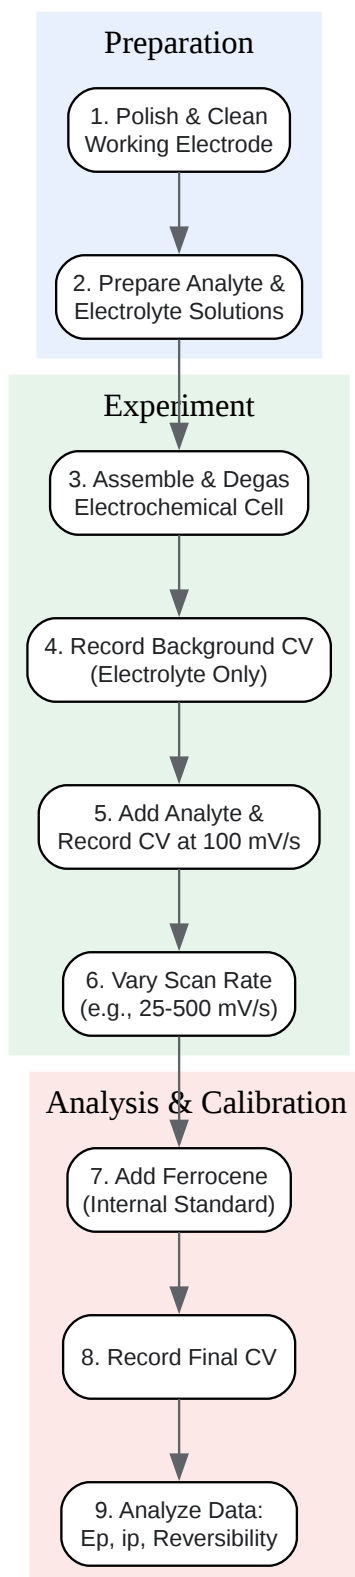 Preparation
1. Polish & Clean
Working Electrode
2. Prepare Analyte &
Electrolyte Solutions
Experiment
3. Assemble & Degas
Electrochemical Cell
4. Record Background CV
(Electrolyte Only)
5. Add Analyte &
Record CV at 100 mV/s
6. Vary Scan Rate
(e.g., 25-500 mV/s)
Analysis & Calibration
7. Add Ferrocene
(Internal Standard)
8. Record Final CV
9. Analyze Data:
Ep, ip, Reversibility